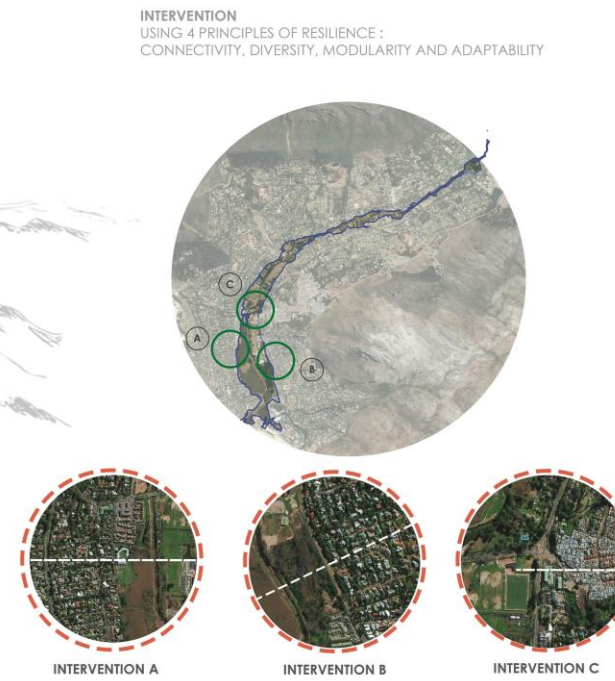 INTERVENTION
USING 4 PRINCIPLES OF RESILIENCE :
CONNECTIVITY, DIVERSITY, MODULARITY AND ADAPTABILITY
C
A
B
INTERVENTION A
INTERVENTION B
INTERVENTION C